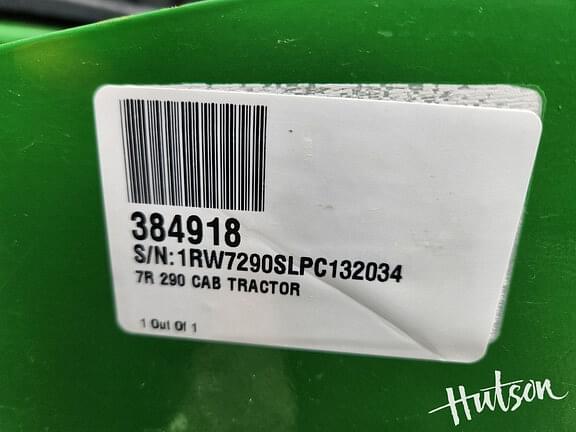 384918
S/N:1RW7290SLPC132034
7R 290 CAB TRACTOR
1 Out Of 1
Hutson